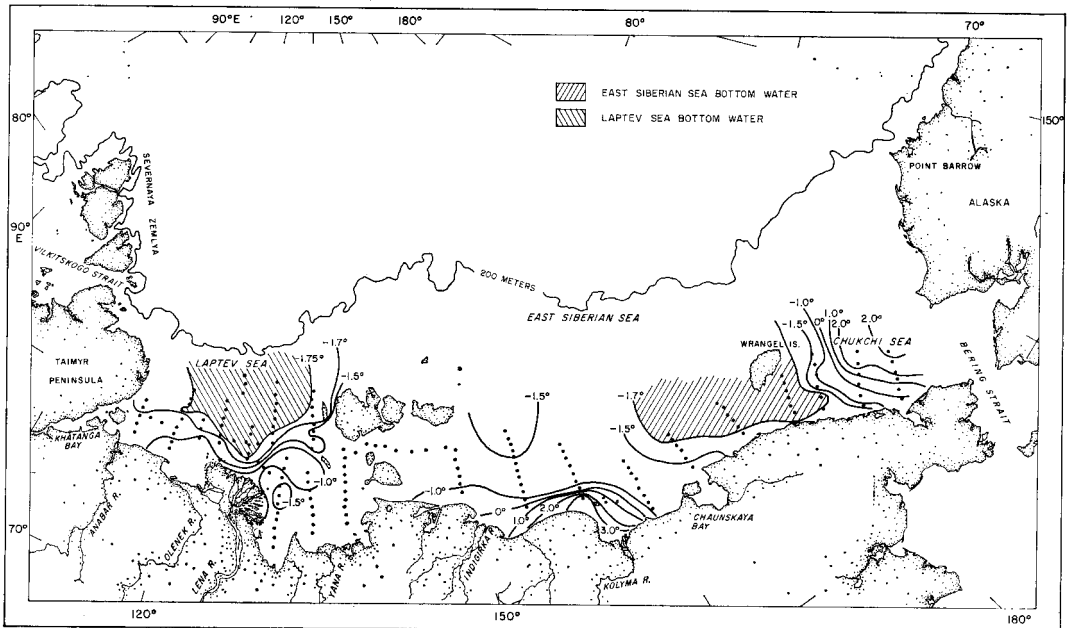 90°E 120° 150° 180° 80° 70°
EAST SIBERIAN SEA BOTTOM WATER
LAPTEV SEA BOTTOM WATER
80°
150°
SEVERNAYA ZEMLYA
POINT BARROW
ALASKA
90°
E
VILKITSKOGO STRAIT
200 METERS
EAST SIBERIAN SEA
-1.0°
-1.5° 0° 1.0° 2.0° 2.0°
CHUKCHI SEA
WRANGEL IS.
BERING STRAIT
-1.7°
-1.75°
-1.5°
LAPTEV SEA
TAIMYR
PENINSULA
-1.5°
-1.7°
-1.5°
KHATANGA
BAY
-1.0°
-1.5°
-1.0°
0°
1.0°
2.0°
3.0°
CHAUNSKAYA
BAY
70°
ANABAR R.
OLENEK R.
LENA R.
YANA R.
INDIGIRKA R.
KOLYMA R.
120° 150° 180°